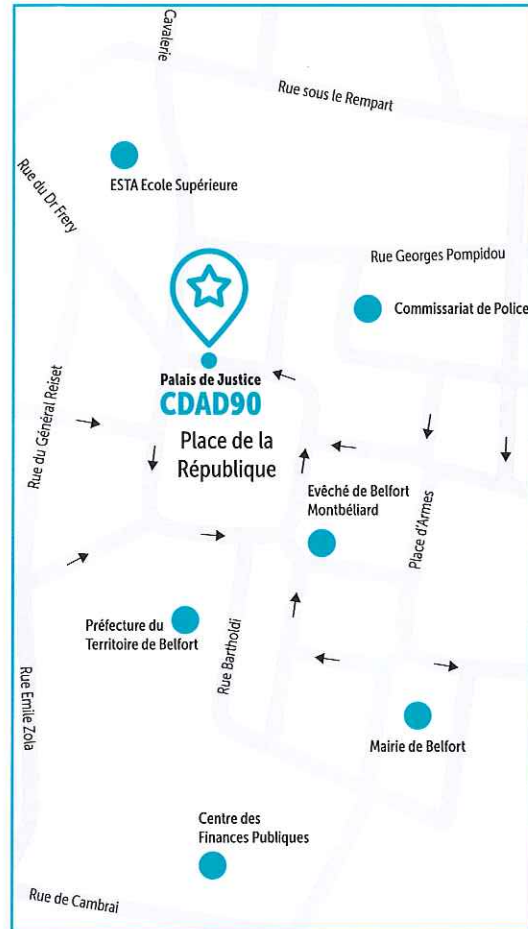 Cavalerie
Rue sous le Rempart
ESTA Ecole Supérieure
Rue du Dr Frery
Rue Georges Pompidou
Commissariat de Police
Palais de Justice
CDAD90
Place de la
République
Rue du Général Reiset
Evêché de Belfort
Montbéliard
Place d'Armes
Préfecture du
Territoire de Belfort
Rue Bartholdi
Rue Emile Zola
Mairie de Belfort
Centre des
Finances Publiques
Rue de Cambrai